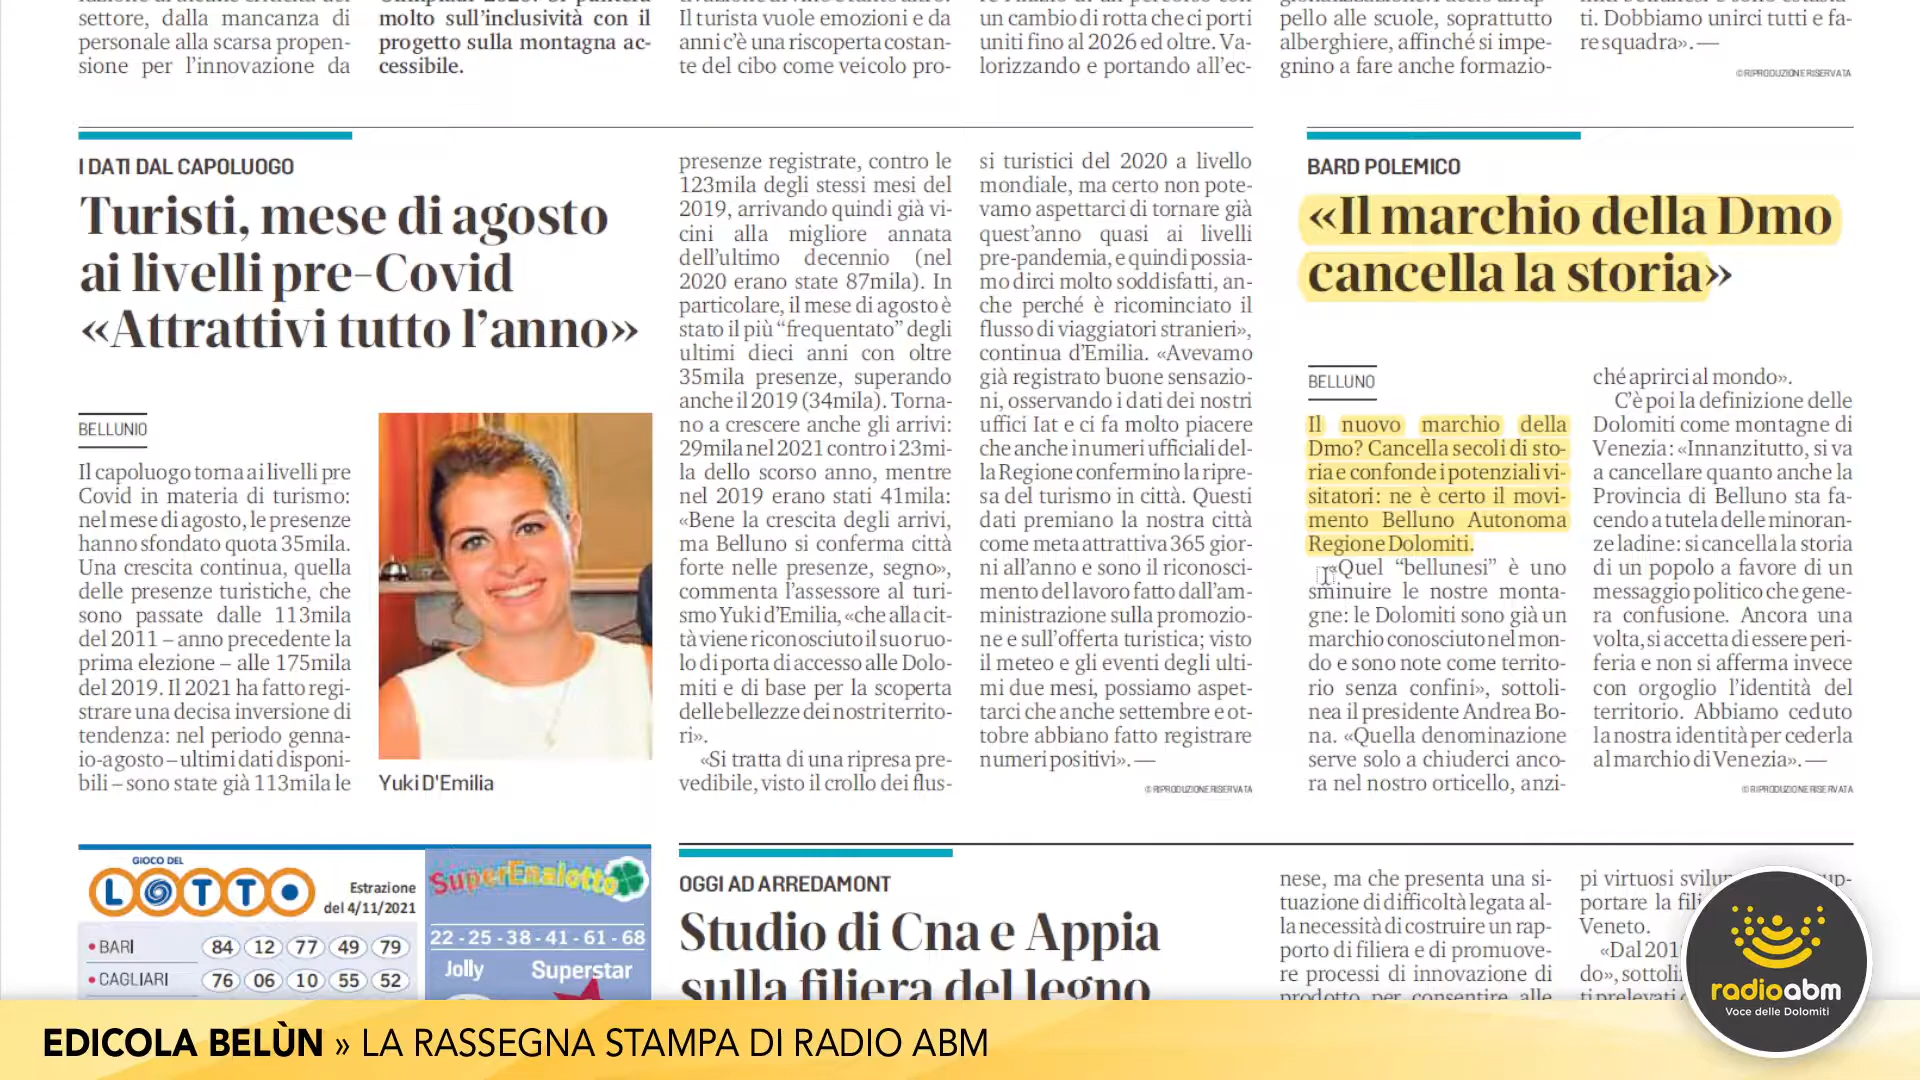 settore, dalla mancanza di
personale alla scarsa propen-
sione per l’innovazione da
molto sull’inclusività con il
progetto sulla montagna ac-
cessibile.
Il turista vuole emozioni e da
anni c’è una riscoperta costan-
te del cibo come veicolo pro-
un cambio di rotta che ci porti
uniti fino al 2026 ed oltre. Va-
lorizzando e portando all’ec-
pello alle scuole, soprattutto
alberghiere, affinché si impe-
gnino a fare anche formazio-
ti. Dobbiamo unirci tutti e fa-
re squadra». —
© RIPRODUZIONE RISERVATA
I DATI DAL CAPOLUOGO
Turisti, mese di agosto
ai livelli pre-Covid
«Attrattivi tutto l’anno»
BELLUNIO
Il capoluogo torna ai livelli pre
Covid in materia di turismo:
nel mese di agosto, le presenze
hanno sfondato quota 35mila.
Una crescita continua, quella
delle presenze turistiche, che
sono passate dalle 113mila
del 2011 – anno precedente la
prima elezione – alle 175mila
del 2019. Il 2021 ha fatto regi-
strare una decisa inversione di
tendenza: nel periodo genna-
io-agosto – ultimi dati disponi-
bili – sono state già 113mila le
Yuki D'Emilia
presenze registrate, contro le
123mila degli stessi mesi del
2019, arrivando quindi già vi-
cini alla migliore annata
dell’ultimo decennio (nel
2020 erano state 87mila). In
particolare, il mese di agosto è
stato il più “frequentato” degli
ultimi dieci anni con oltre
35mila presenze, superando
anche il 2019 (34mila). Torna-
no a crescere anche gli arrivi:
29mila nel 2021 contro i 23mi-
la dello scorso anno, mentre
nel 2019 erano stati 41mila:
«Bene la crescita degli arrivi,
ma Belluno si conferma città
forte nelle presenze, segno»,
commenta l’assessore al turi-
smo Yuki d’Emilia, «che alla cit-
tà viene riconosciuto il suo ruo-
lo di porta di accesso alle Dolo-
miti e di base per la scoperta
delle bellezze dei nostri territo-
ri».
«Si tratta di una ripresa pre-
vedibile, visto il crollo dei flus-
si turistici del 2020 a livello
mondiale, ma certo non pote-
vamo aspettarci di tornare già
quest’anno quasi ai livelli
pre-pandemia, e quindi possia-
mo dirci molto soddisfatti, an-
che perché è ricominciato il
flusso di viaggiatori stranieri»,
continua d’Emilia. «Avevamo
già registrato buone sensazio-
ni, osservando i dati dei nostri
uffici Iat e ci fa molto piacere
che anche in numeri ufficiali del-
la Regione confermino la ripre-
sa del turismo in città. Questi
dati premiano la nostra città
come meta attrattiva 365 gior-
ni all’anno e sono il riconosci-
mento del lavoro fatto dall’am-
ministrazione sulla promozio-
ne e sull’offerta turistica; visto
il meteo e gli eventi degli ulti-
mi due mesi, possiamo aspet-
tarci che anche settembre e ot-
tobre abbiano fatto registrare
numeri positivi». —
© RIPRODUZIONE RISERVATA
BARD POLEMICO
«Il marchio della Dmo
cancella la storia»
BELLUNO
Il nuovo marchio della
Dmo? Cancella secoli di sto-
ria e confonde i potenziali vi-
sitatori: ne è certo il movi-
mento Belluno Autonoma
Regione Dolomiti.
«Quel “bellunesi” è uno
sminuire le nostre monta-
gne: le Dolomiti sono già un
marchio conosciuto nel mon-
do e sono note come territo-
rio senza confini», sottoli-
nea il presidente Andrea Bo-
na. «Quella denominazione
serve solo a chiuderci anco-
ra nel nostro orticello, anzi-
ché aprirci al mondo».
C’è poi la definizione delle
Dolomiti come montagne di
Venezia: «Innanzitutto, si va
a cancellare quanto anche la
Provincia di Belluno sta fa-
cendo a tutela delle minoran-
ze ladine: si cancella la storia
di un popolo a favore di un
messaggio politico che gene-
ra confusione. Ancora una
volta, si accetta di essere peri-
feria e non si afferma invece
con orgoglio l’identità del
territorio. Abbiamo ceduto
la nostra identità per cederla
al marchio di Venezia». —
© RIPRODUZIONE RISERVATA
GIOCO DEL
LOTTO
Estrazione
del 4/11/2021
BARI 84 12 77 49 79
CAGLIARI 76 06 10 55 52
SuperEnalotto
22 - 25 - 38 - 41 - 61 - 68
Jolly Superstar
OGGI AD ARREDAMONT
Studio di Cna e Appia
sulla filiera del legno
nese, ma che presenta una si-
tuazione di difficoltà legata al-
la necessità di costruire un rap-
porto di filiera e di promuove-
re processi di innovazione di
prodotto per consentire alle
pi virtuosi
portare la
Veneto.
radioabm
Voce delle Dolomiti
EDICOLA BELÙN » LA RASSEGNA STAMPA DI RADIO ABM